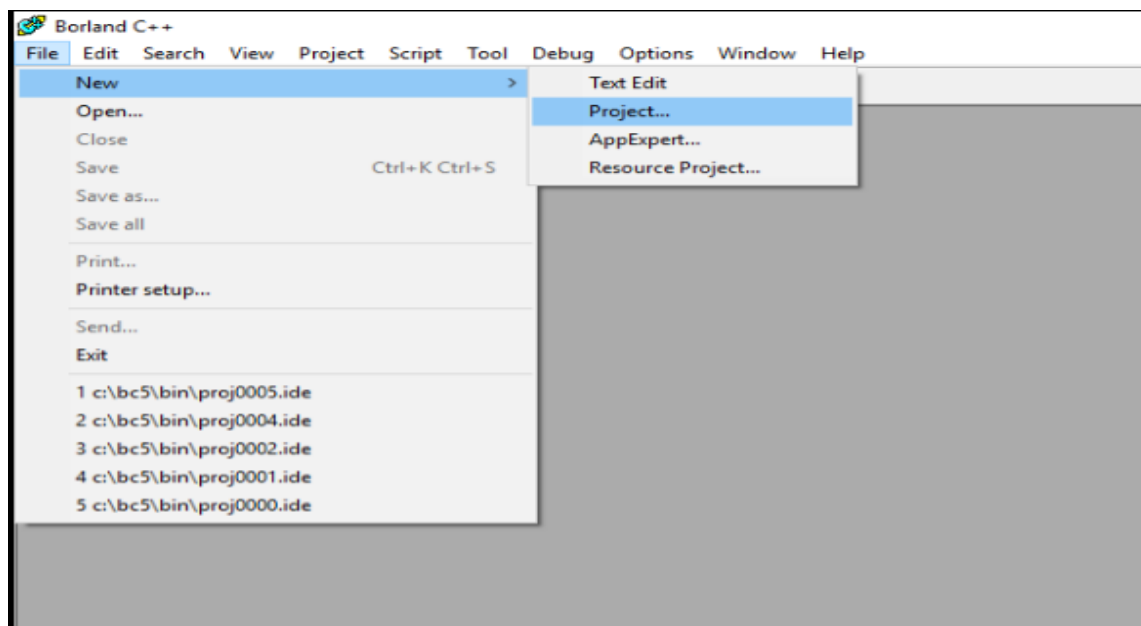 Borland C++
File Edit Search View Project Script Tool Debug Options Window Help
New >
Text Edit
Open...
Project...
Close
AppExpert...
Save Ctrl+K Ctrl+S
Resource Project...
Save as...
Save all
Print...
Printer setup...
Send...
Exit
1 c:\bc5\bin\proj0005.ide
2 c:\bc5\bin\proj0004.ide
3 c:\bc5\bin\proj0002.ide
4 c:\bc5\bin\proj0001.ide
5 c:\bc5\bin\proj0000.ide